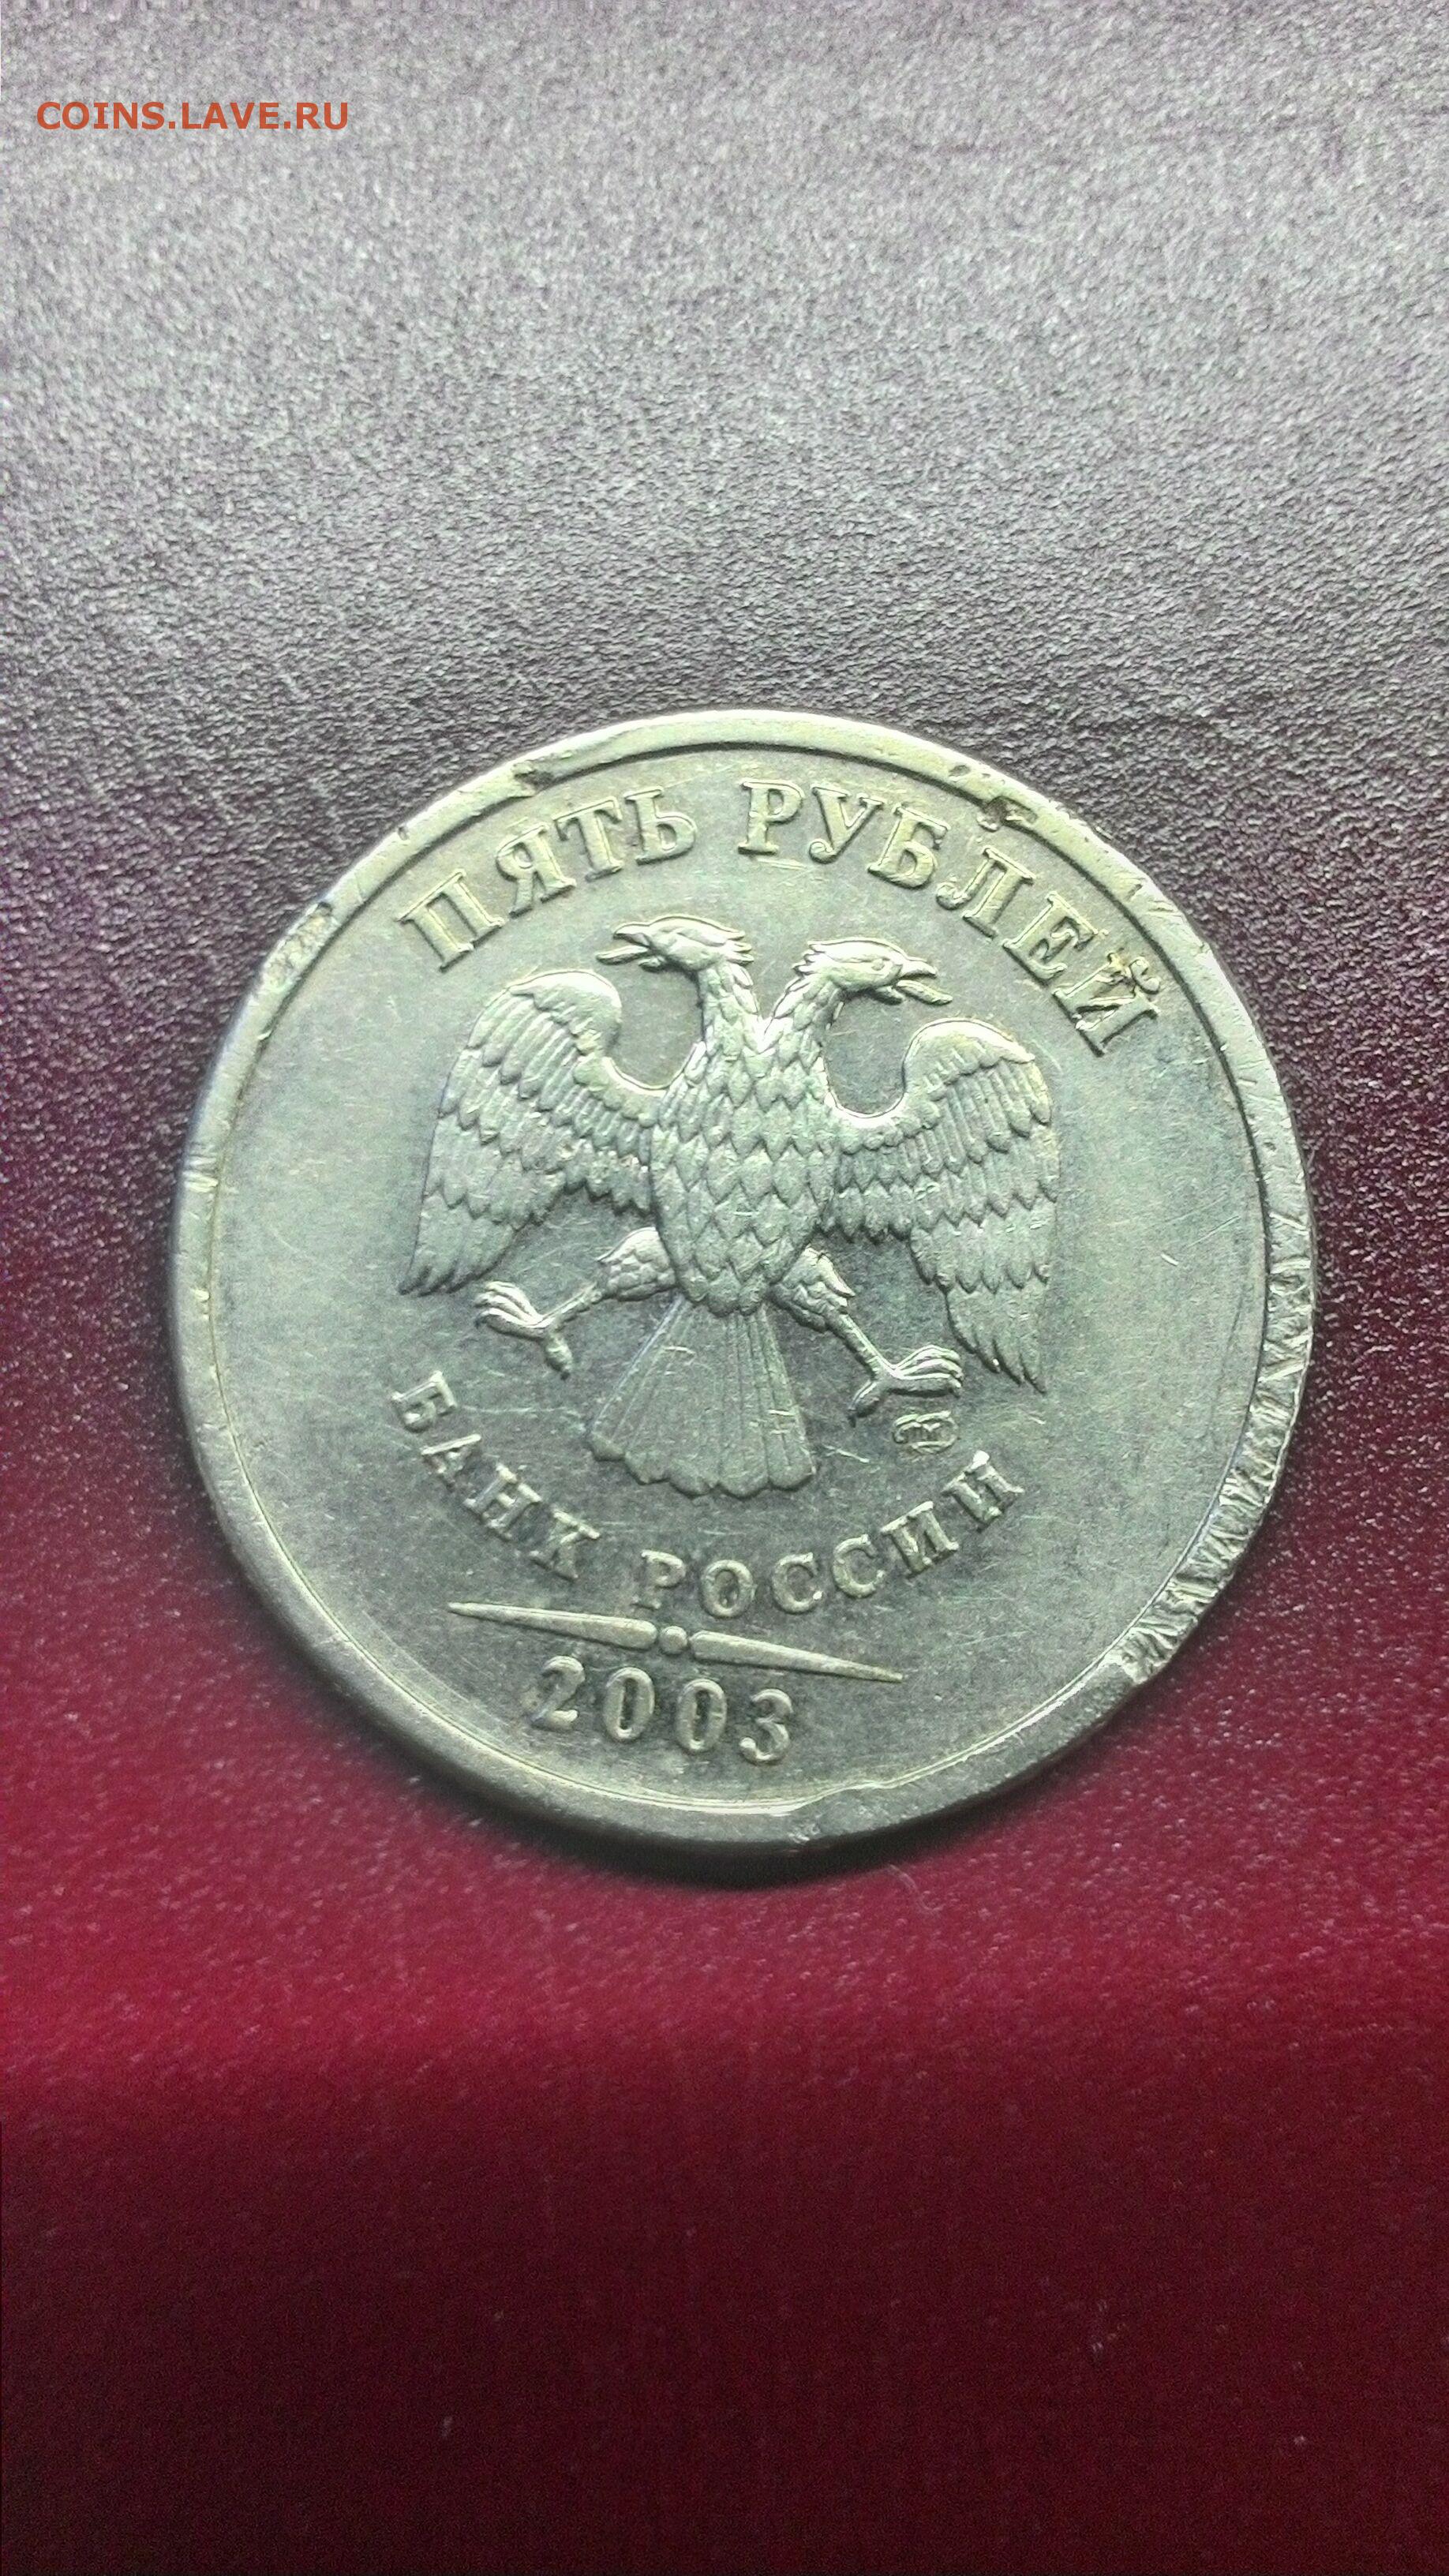 COINS.LAVE.RU
ПЯТЬ РУБЛЕЙ
БАНК РОССИИ
2003